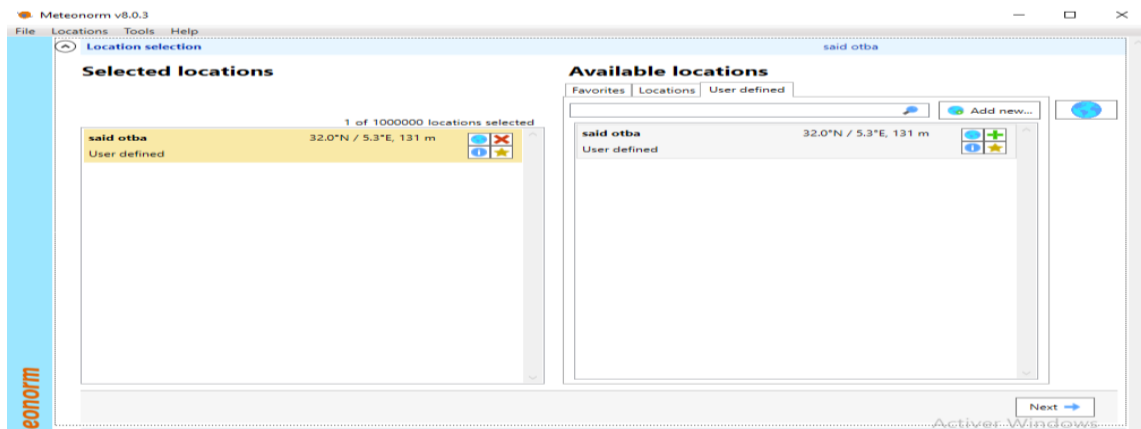 Meteonorm v8.0.3
File Locations Tools Help
Location selection said otba
Selected locations
Available locations
Favorites Locations User defined
Add new...
1 of 1000000 locations selected
said otba 32.0°N / 5.3°E, 131 m
User defined
said otba 32.0°N / 5.3°E, 131 m
User defined
eonorm
Next
Activer Windows